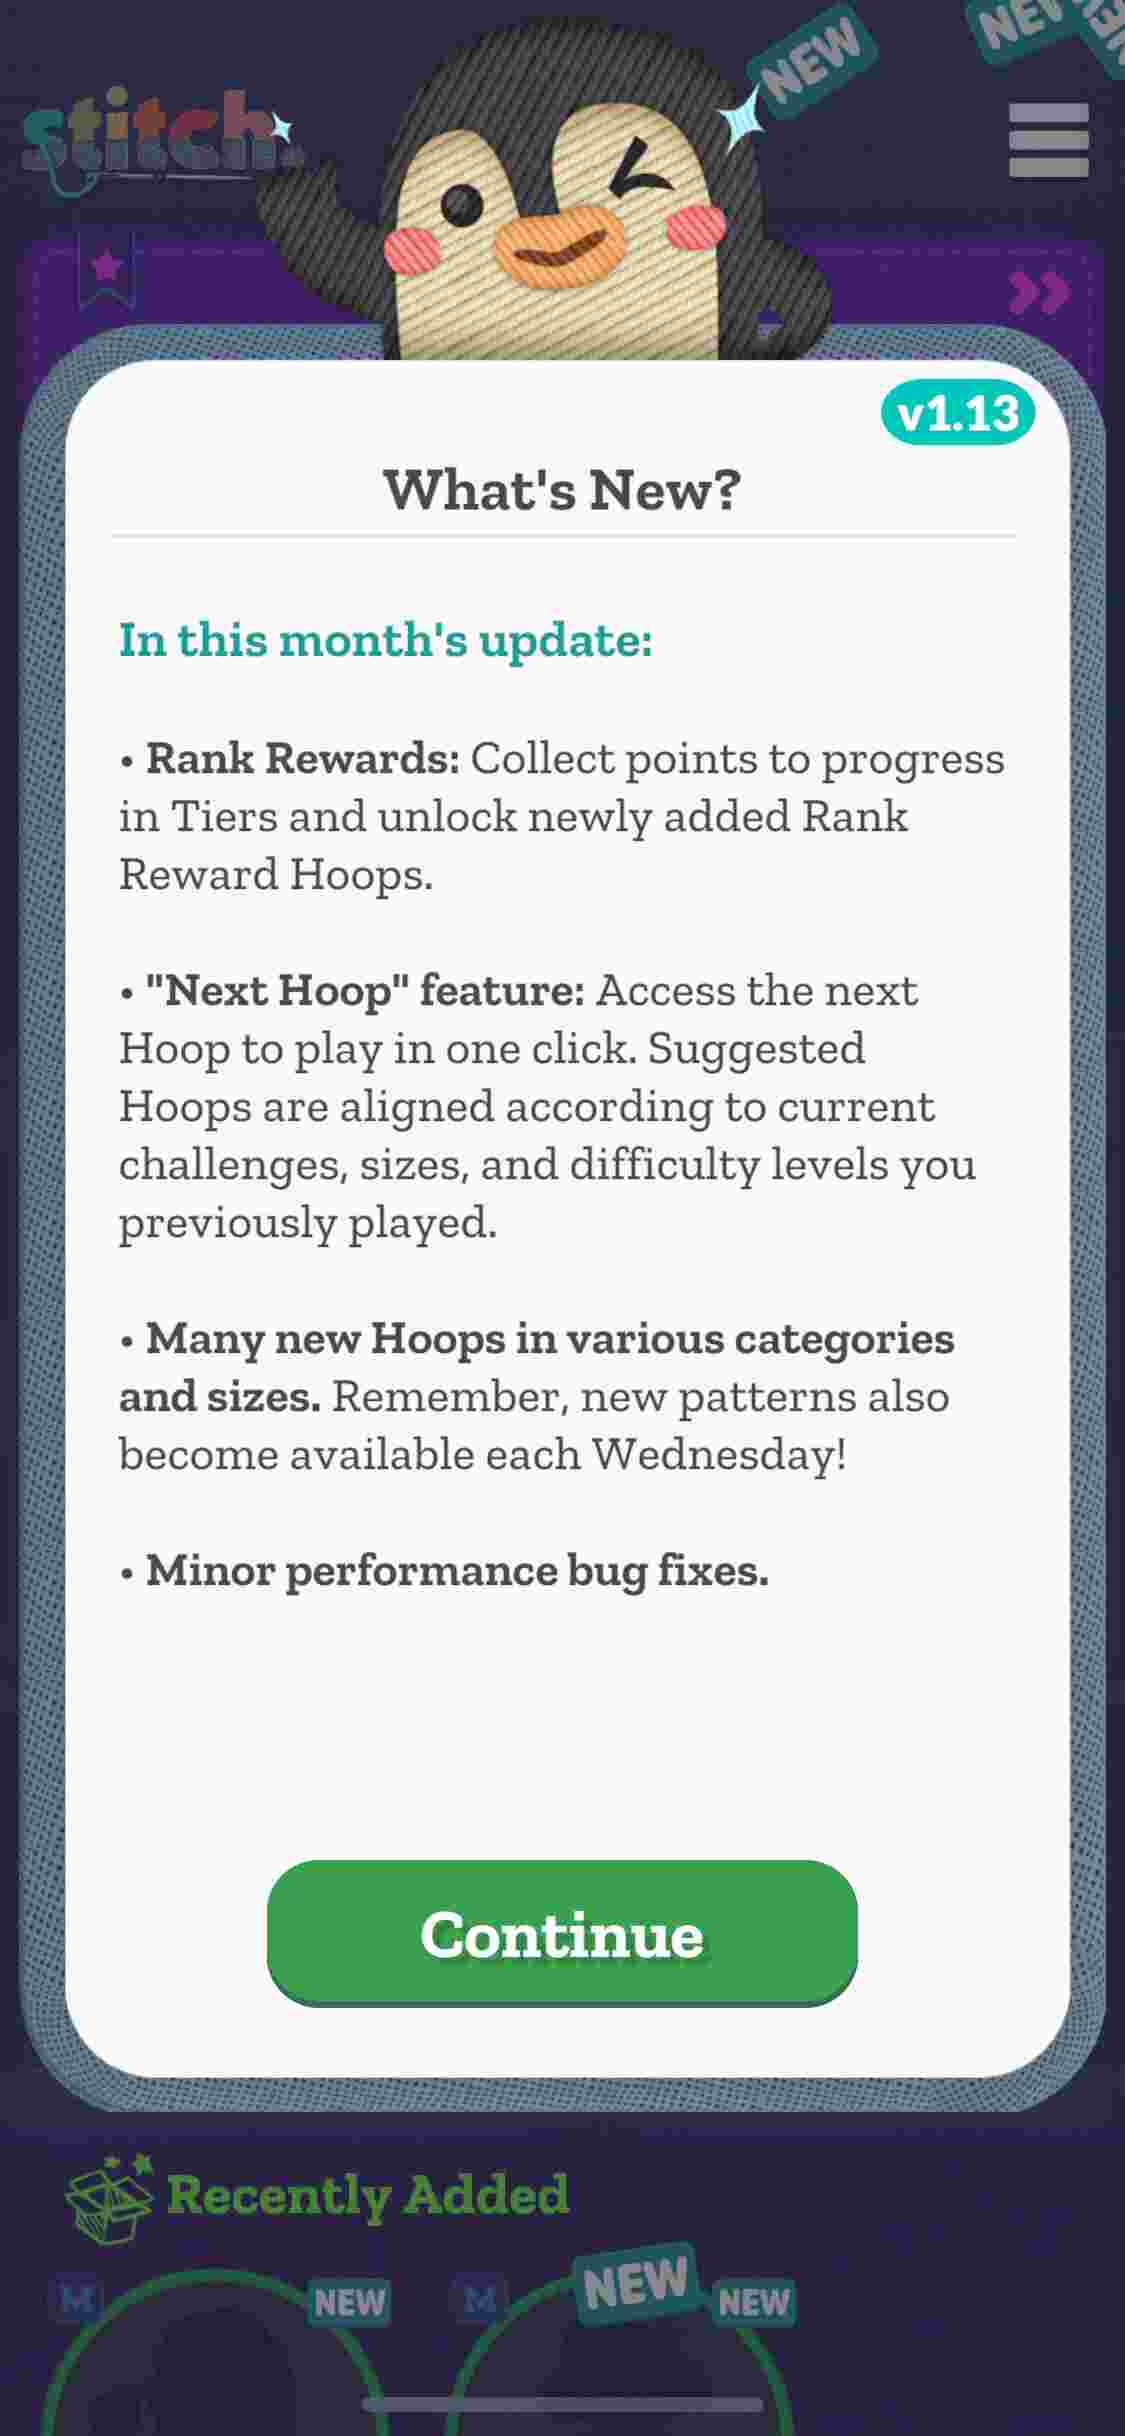 NEW
NEW
stitch.
v1.13
What's New?
In this month's update:
• Rank Rewards: Collect points to progress
in Tiers and unlock newly added Rank
Reward Hoops.
• "Next Hoop" feature: Access the next
Hoop to play in one click. Suggested
Hoops are aligned according to current
challenges, sizes, and difficulty levels you
previously played.
• Many new Hoops in various categories
and sizes. Remember, new patterns also
become available each Wednesday!
• Minor performance bug fixes.
Continue
Recently Added
M
NEW
M
NEW
NEW